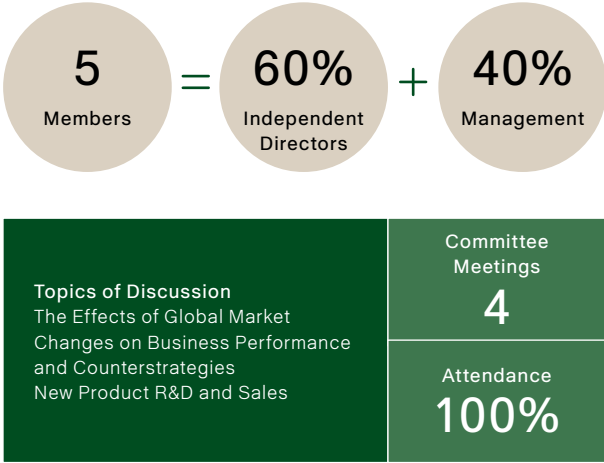 5
Members
=
60%
Independent
Directors
+
40%
Management
Topics of Discussion
The Effects of Global Market
Changes on Business Performance
and Counterstrategies
New Product R&D and Sales
Committee
Meetings
4
Attendance
100%